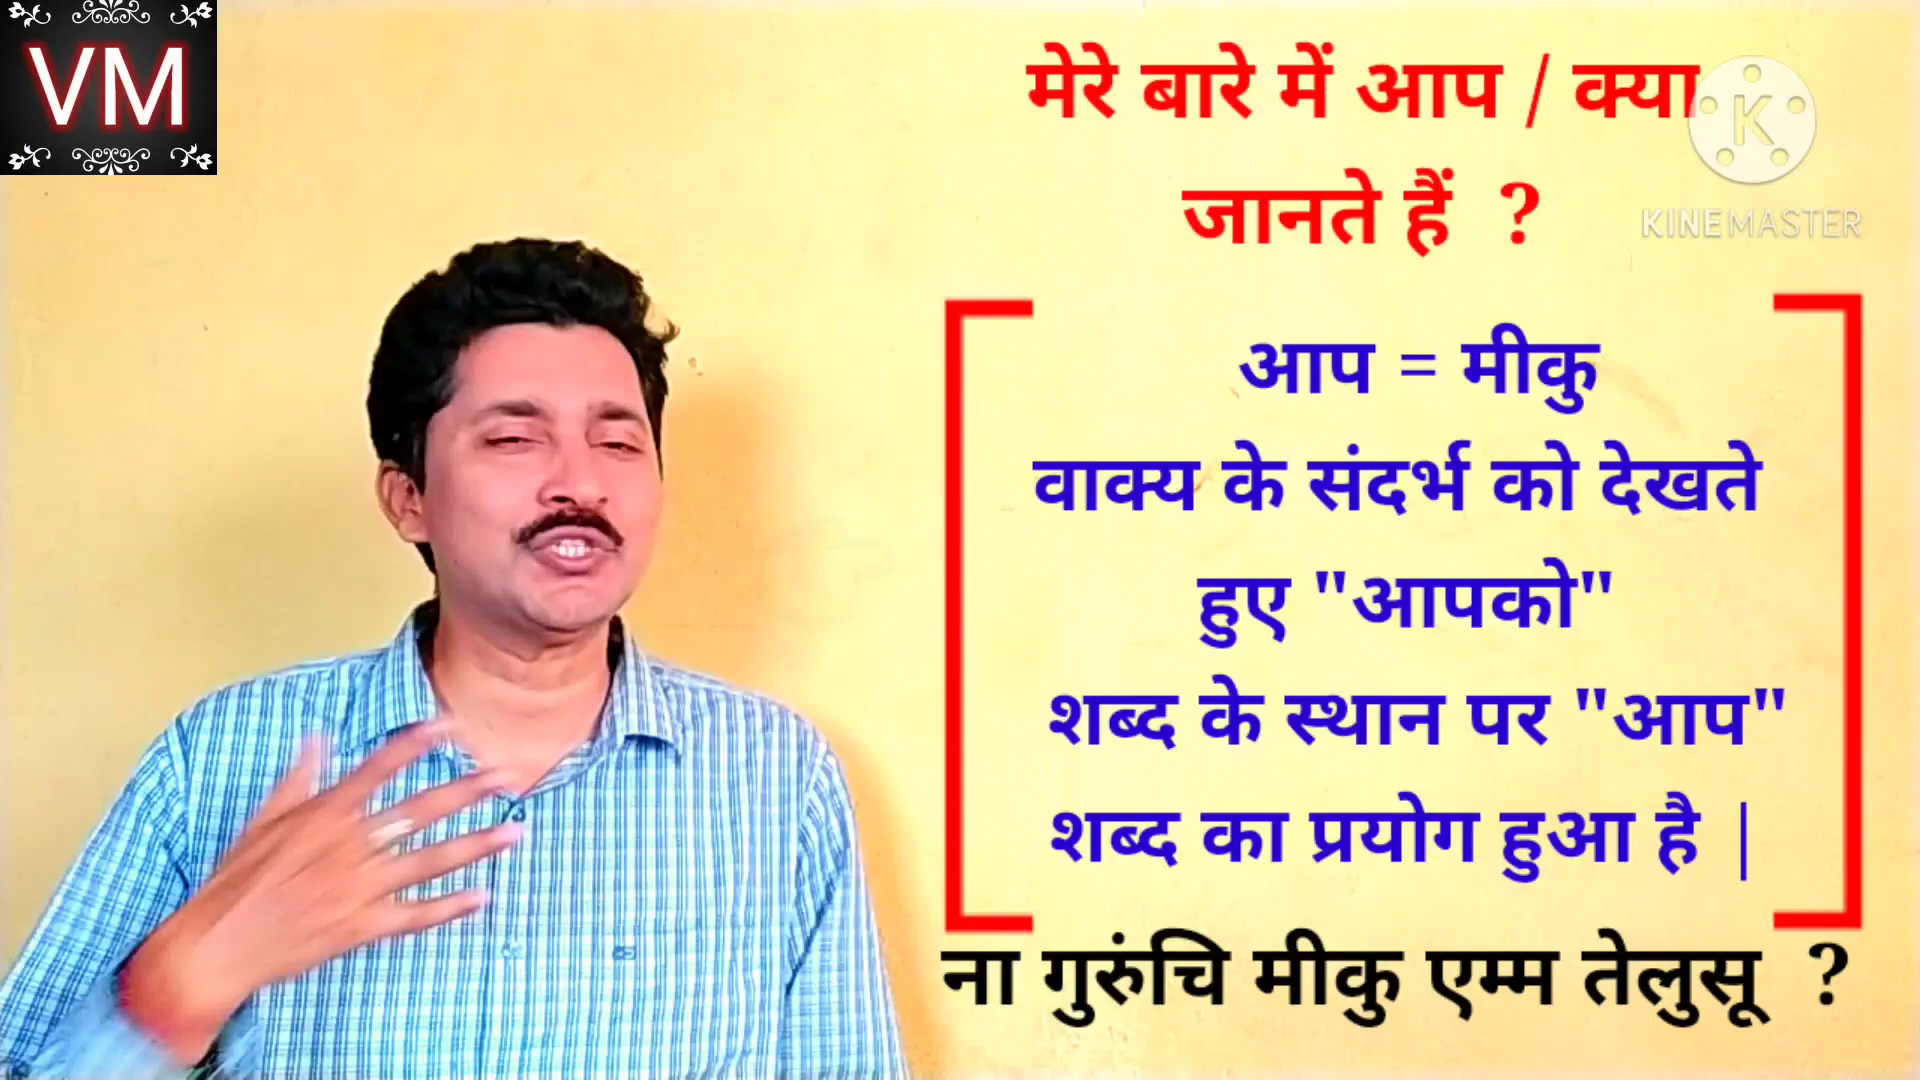 VM
मेरे बारे में आप / क्या
जानते हैं ?
K
KINEMASTER
आप = मीकु
वाक्य के संदर्भ को देखते
हुए "आपको"
शब्द के स्थान पर "आप"
शब्द का प्रयोग हुआ है |
ना गुरुंचि मीकु एम्म तेलुसू ?